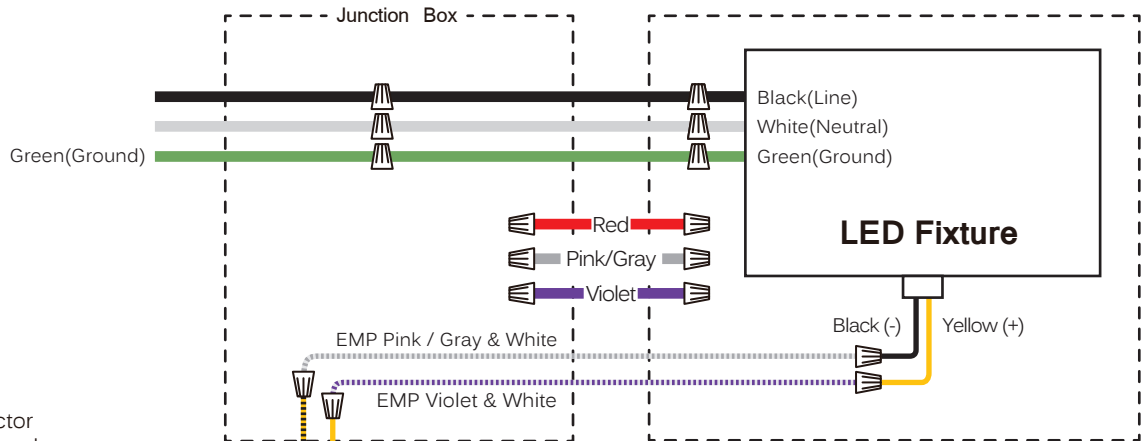 Junction Box
Black(Line)
White(Neutral)
Green(Ground)
Green(Ground)
Red
LED Fixture
Pink/Gray
Violet
Black (-)
Yellow (+)
EMP Pink / Gray & White
EMP Violet & White